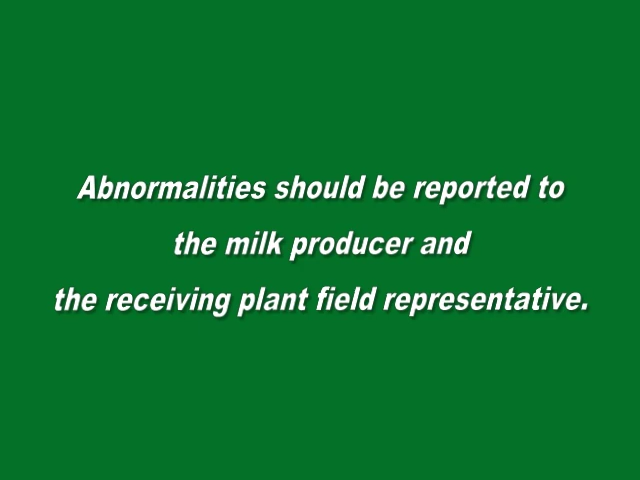 Abnormalities should be reported to
the milk producer and
the receiving plant field representative.